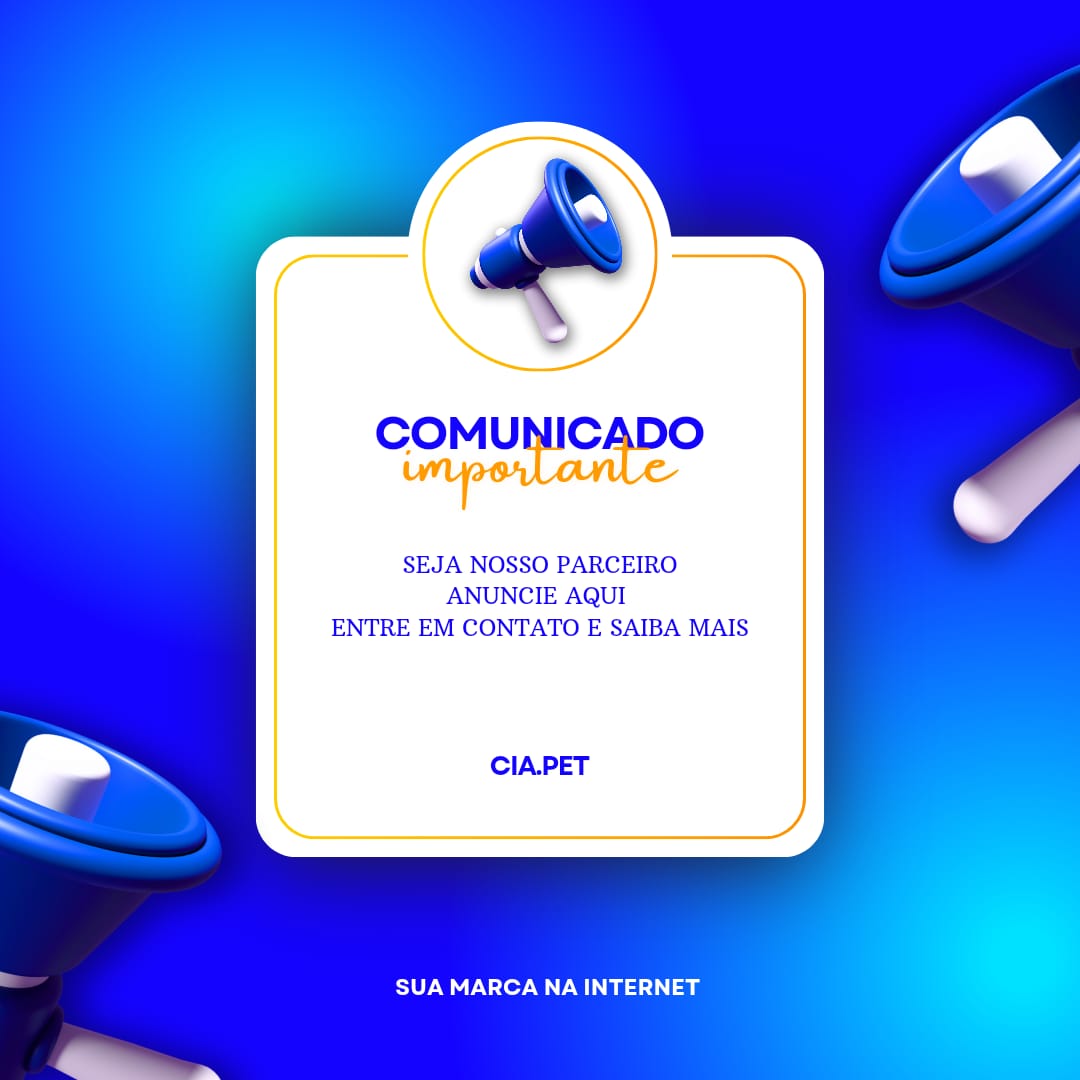 COMUNICADO
importante
SEJA NOSSO PARCEIRO
ANUNCIE AQUI
ENTRE EM CONTATO E SAIBA MAIS
CIA.PET
SUA MARCA NA INTERNET